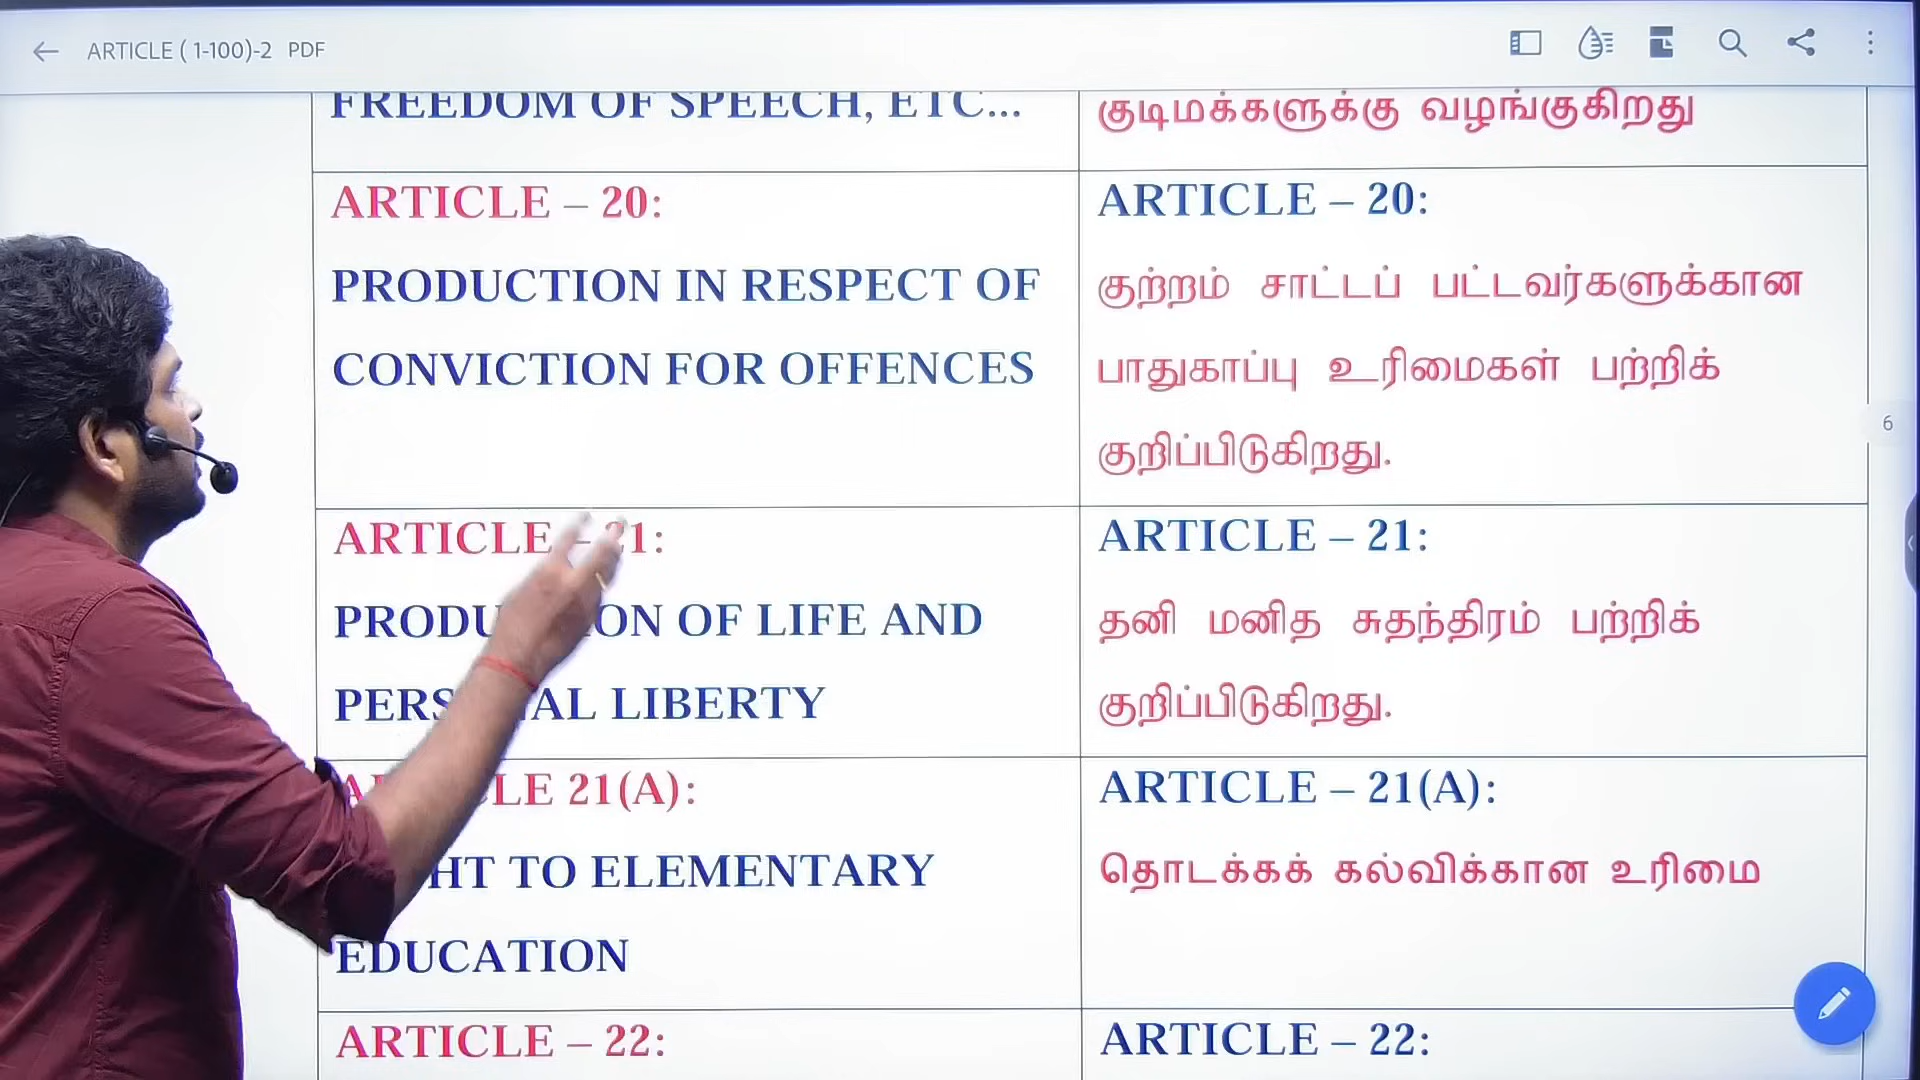 ARTICLE ( 1-100)-2 PDF
FREEDOM OF SPEECH, ETC...
குடிமக்களுக்கு வழங்குகிறது
ARTICLE – 20:
PRODUCTION IN RESPECT OF
CONVICTION FOR OFFENCES
ARTICLE – 20:
குற்றம் சாட்டப் பட்டவர்களுக்கான
பாதுகாப்பு உரிமைகள் பற்றிக்
குறிப்பிடுகிறது.
6
ARTICLE – 21:
OF LIFE AND
LIBERTY
ARTICLE – 21:
தனி மனித சுதந்திரம் பற்றிக்
குறிப்பிடுகிறது.
21(A):
TO ELEMENTARY
EDUCATION
ARTICLE – 21(A):
தொடக்கக் கல்விக்கான உரிமை
ARTICLE – 22:
ARTICLE – 22: